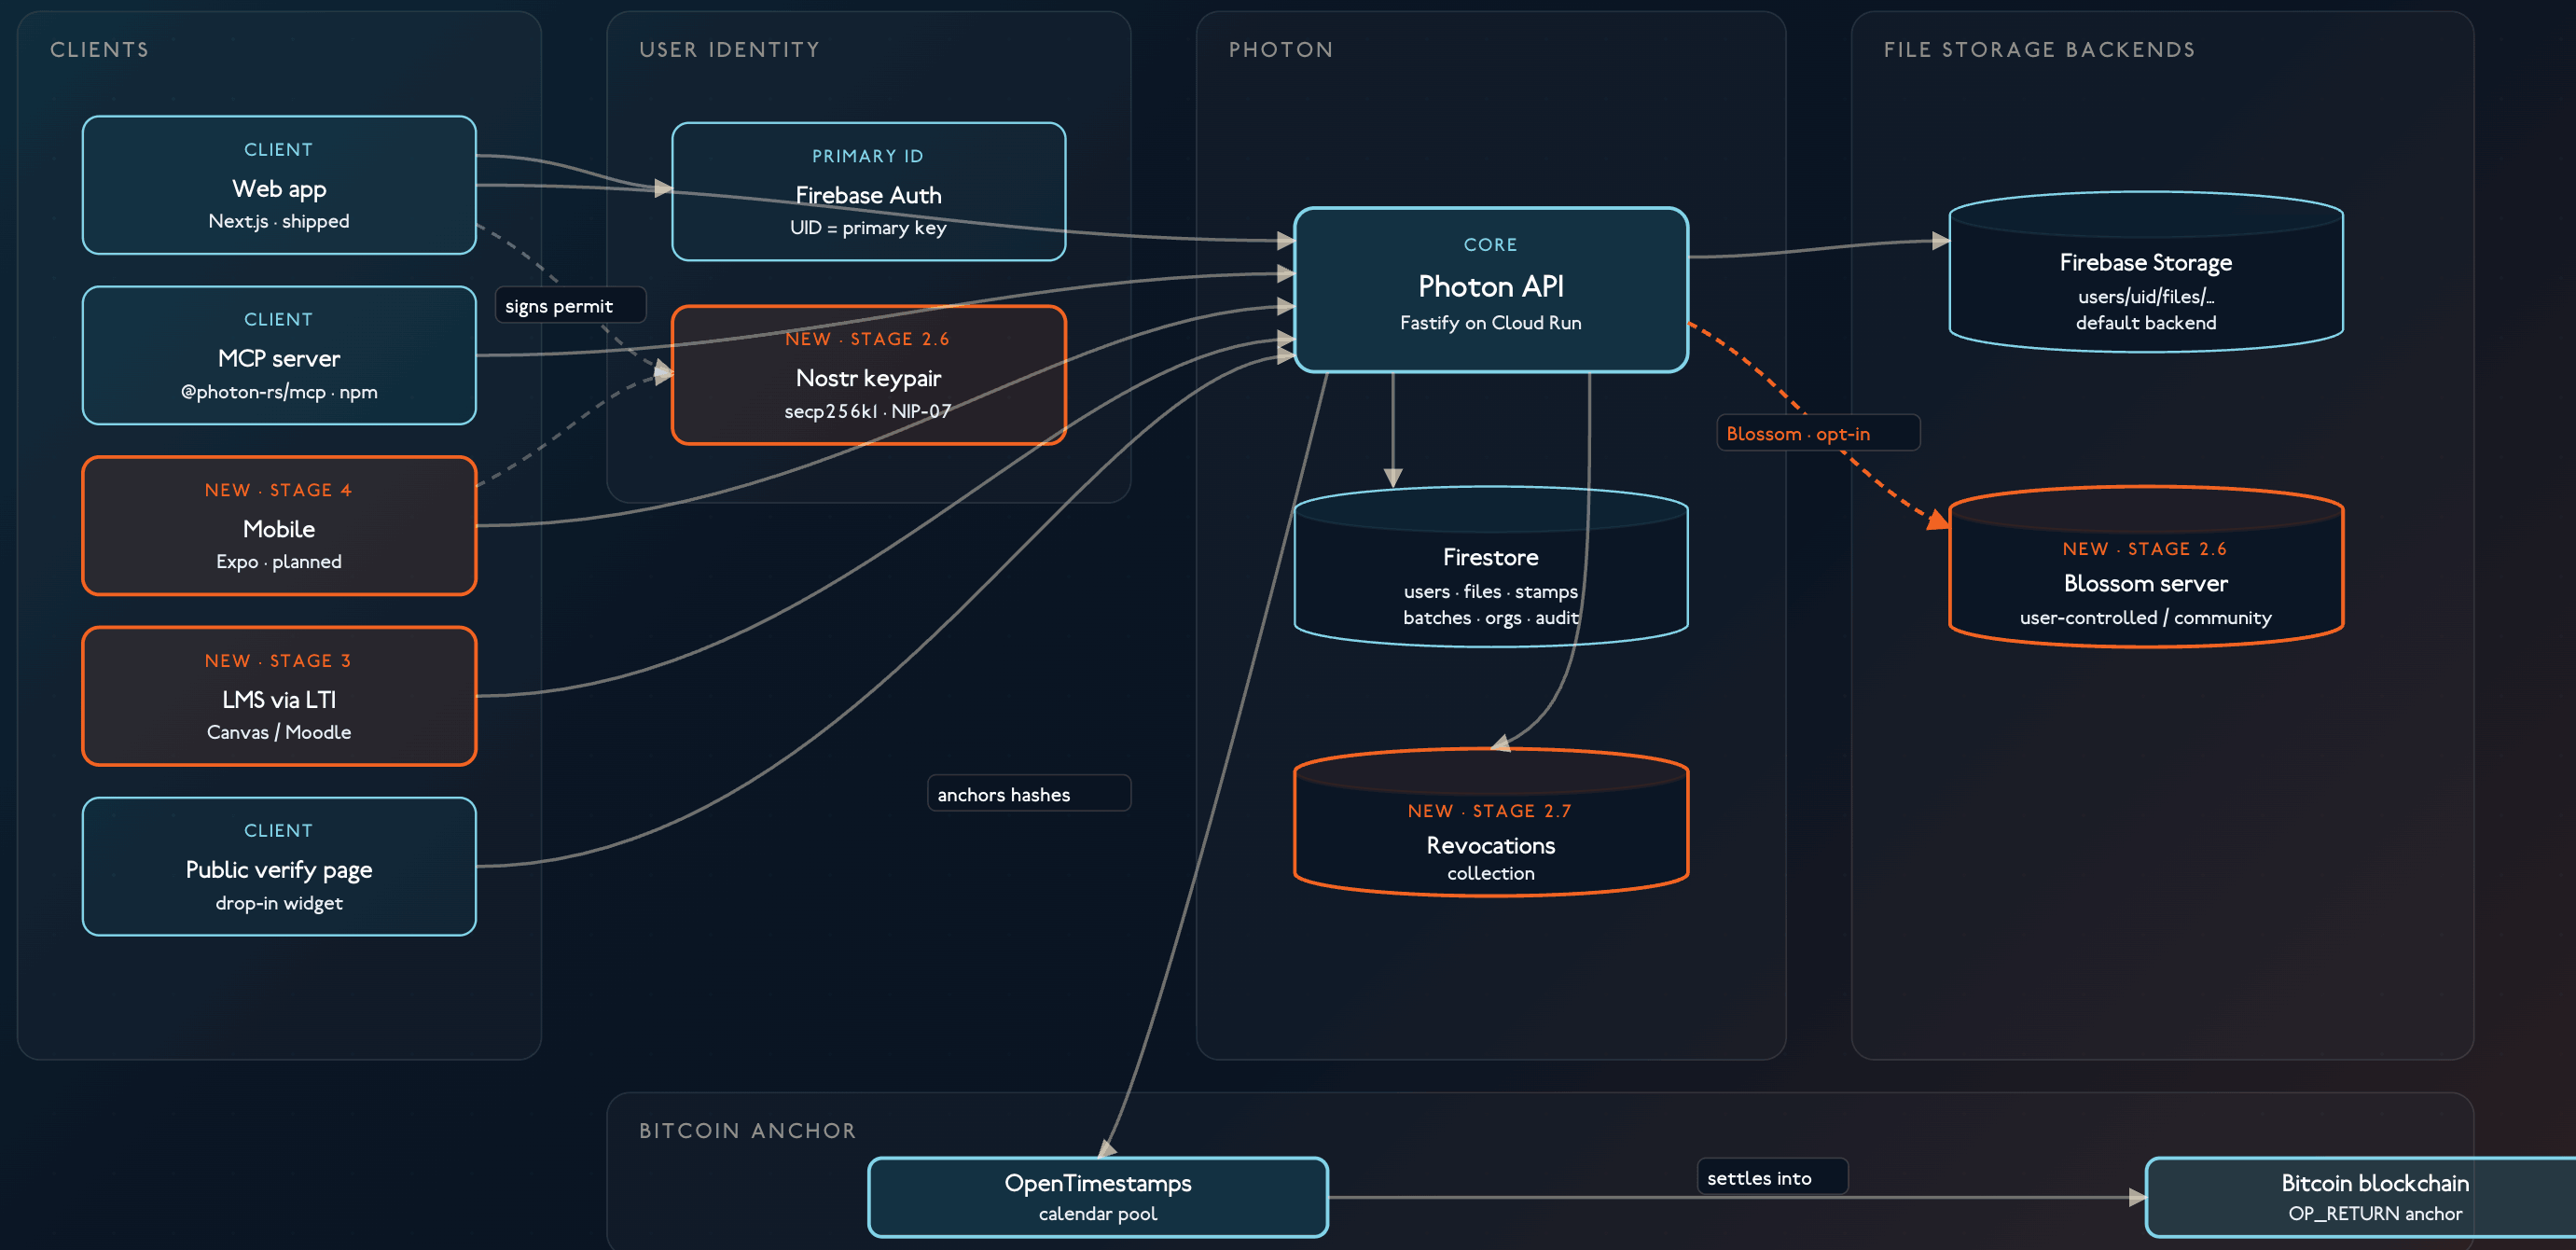 CLIENTS
CLIENT
Web app
Next.js · shipped
CLIENT
MCP server
@photon-rs/mcp · npm
NEW · STAGE 4
Mobile
Expo · planned
NEW · STAGE 3
LMS via LTI
Canvas / Moodle
CLIENT
Public verify page
drop-in widget
signs permit
USER IDENTITY
PRIMARY ID
Firebase Auth
UID = primary key
NEW · STAGE 2.6
Nostr keypair
secp256k1 · NIP-07
anchors hashes
PHOTON
CORE
Photon API
Fastify on Cloud Run
Firestore
users · files · stamps
batches · orgs · audit
NEW · STAGE 2.7
Revocations
collection
Blossom · opt-in
FILE STORAGE BACKENDS
Firebase Storage
users/uid/files/…
default backend
NEW · STAGE 2.6
Blossom server
user-controlled / community
BITCOIN ANCHOR
OpenTimestamps
calendar pool
settles into
Bitcoin blockchain
OP_RETURN anchor